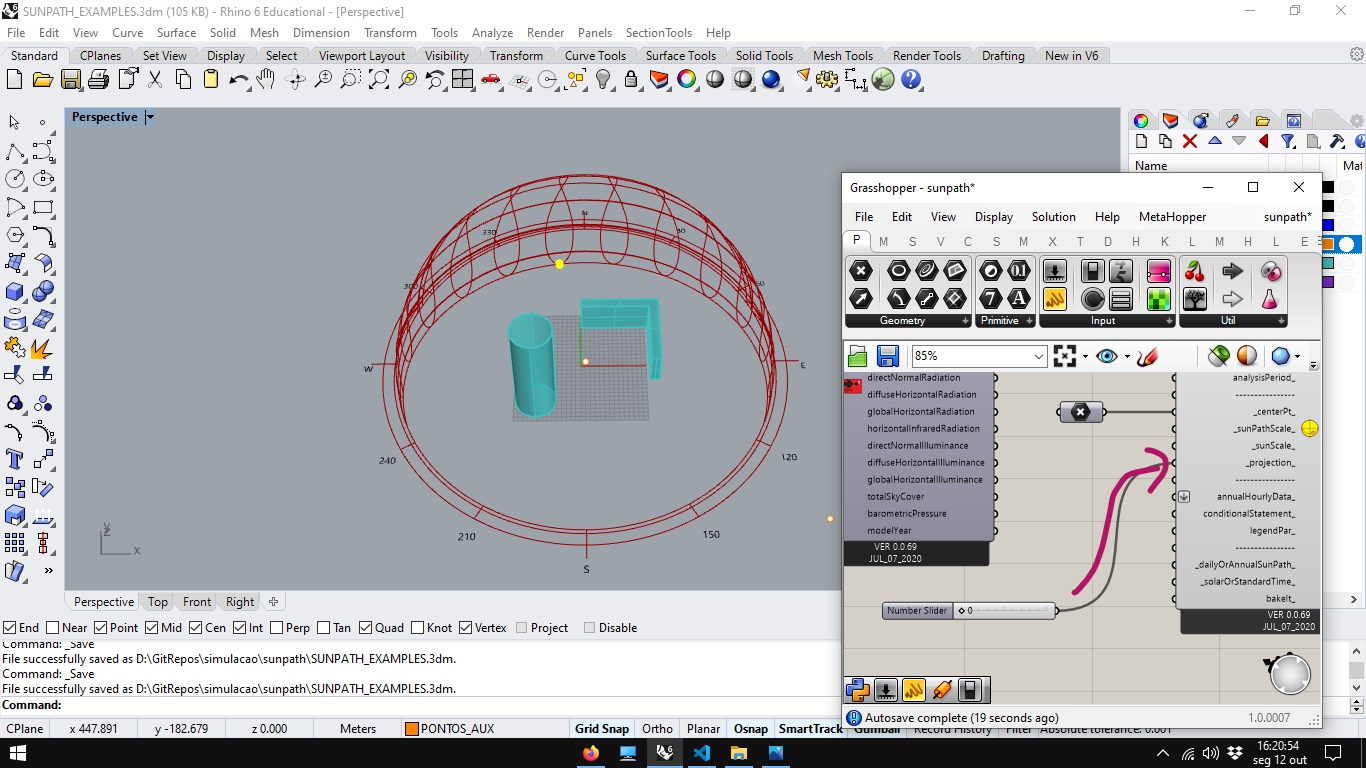 SUNPATH_EXAMPLES.3dm (105 KB) - Rhino 6 Educational - [Perspective]
File Edit View Curve Surface Solid Mesh Dimension Transform Tools Analyze Render Panels SectionTools Help
Standard CPlanes Set View Display Select Viewport Layout Visibility Transform Curve Tools Surface Tools Solid Tools Mesh Tools Render Tools Drafting New in V6
Perspective
Name Mat
N
330
30
300
60
W
E
240
120
210
150
S
y
z
x
Grasshopper - sunpath*
File Edit View Display Solution Help MetaHopper sunpath*
P M S V C S M X T D H K L M H L E
Geometry Primitive Input Util
85%
directNormalRadiation
diffuseHorizontalRadiation
globalHorizontalRadiation
horizontalInfraredRadiation
directNormalIlluminance
diffuseHorizontalIlluminance
globalHorizontalIlluminance
totalSkyCover
barometricPressure
modelYear
VER 0.0.69
JUL_07_2020
analysisPeriod_
----------------
_centerPt_
_sunPathScale_
_sunScale_
_projection_
----------------
annualHourlyData_
conditionalStatement_
legendPar_
----------------
_dailyOrAnnualSunPath_
_solarOrStandardTime_
bakeIt_
VER 0.0.69
JUL_07_2020
Number Slider 0
Autosave complete (19 seconds ago) 1.0.0007
Perspective Top Front Right
End Near Point Mid Cen Int Perp Tan Quad Knot Vertex Project Disable
Command: _Save
File successfully saved as D:\GitRepos\simulacao\sunpath\SUNPATH_EXAMPLES.3dm.
Command: _Save
File successfully saved as D:\GitRepos\simulacao\sunpath\SUNPATH_EXAMPLES.3dm.
Command:
CPlane x 447.891 y -182.679 z 0.000 Meters PONTOS_AUX Grid Snap Ortho Planar Osnap SmartTrack Gumball Record History Filter Absolute tolerance: 0.001
16:20:54
seg 12 out